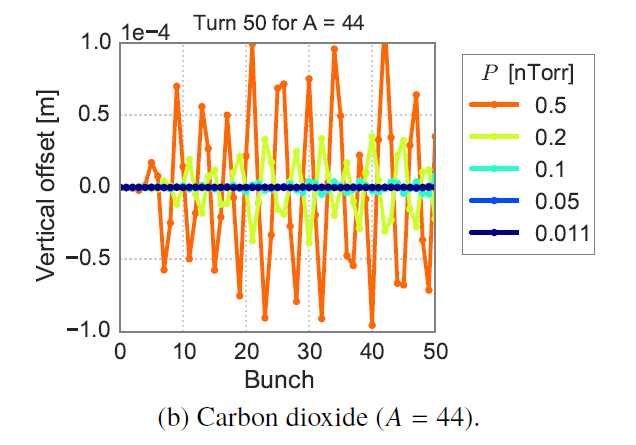 Turn 50 for A = 44
1e−4
1.0
0.5
0.0
−0.5
−1.0
Vertical offset [m]
0 10 20 30 40 50
Bunch
P [nTorr]
0.5
0.2
0.1
0.05
0.011
(b) Carbon dioxide (A = 44).